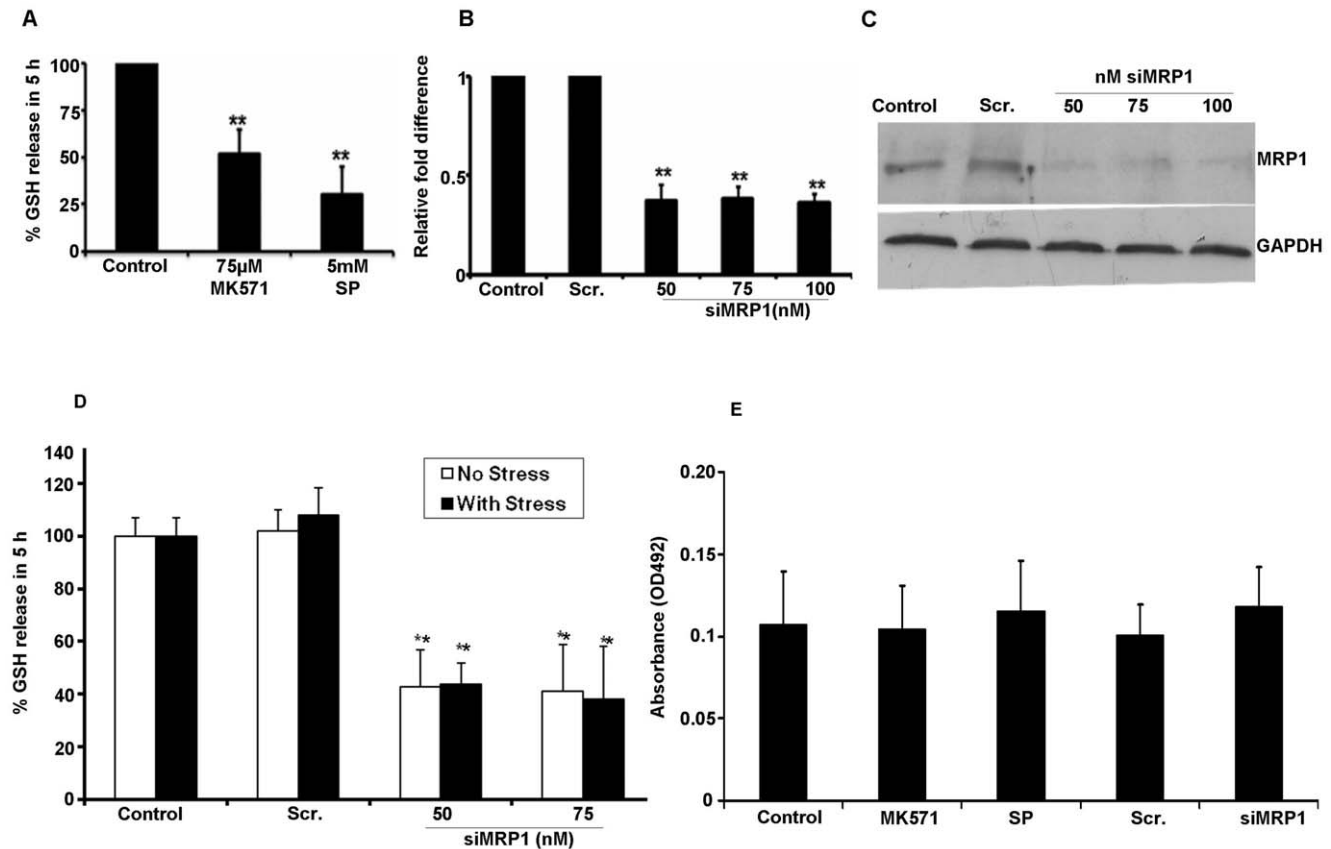 A
% GSH release in 5 h
100
75
50
25
0
**
**
Control
75µM
MK571
5mM
SP
B
Relative fold difference
1
0.5
0
**
**
**
Control
Scr.
50
75
100
siMRP1(nM)
C
nM siMRP1
Control
Scr.
50
75
100
MRP1
GAPDH
D
% GSH release in 5 h
140
120
100
80
60
40
20
0
No Stress
With Stress
**
**
**
**
Control
Scr.
50
75
siMRP1 (nM)
E
Absorbance (OD492)
0.20
0.15
0.1
0.05
0
Control
MK571
SP
Scr.
siMRP1